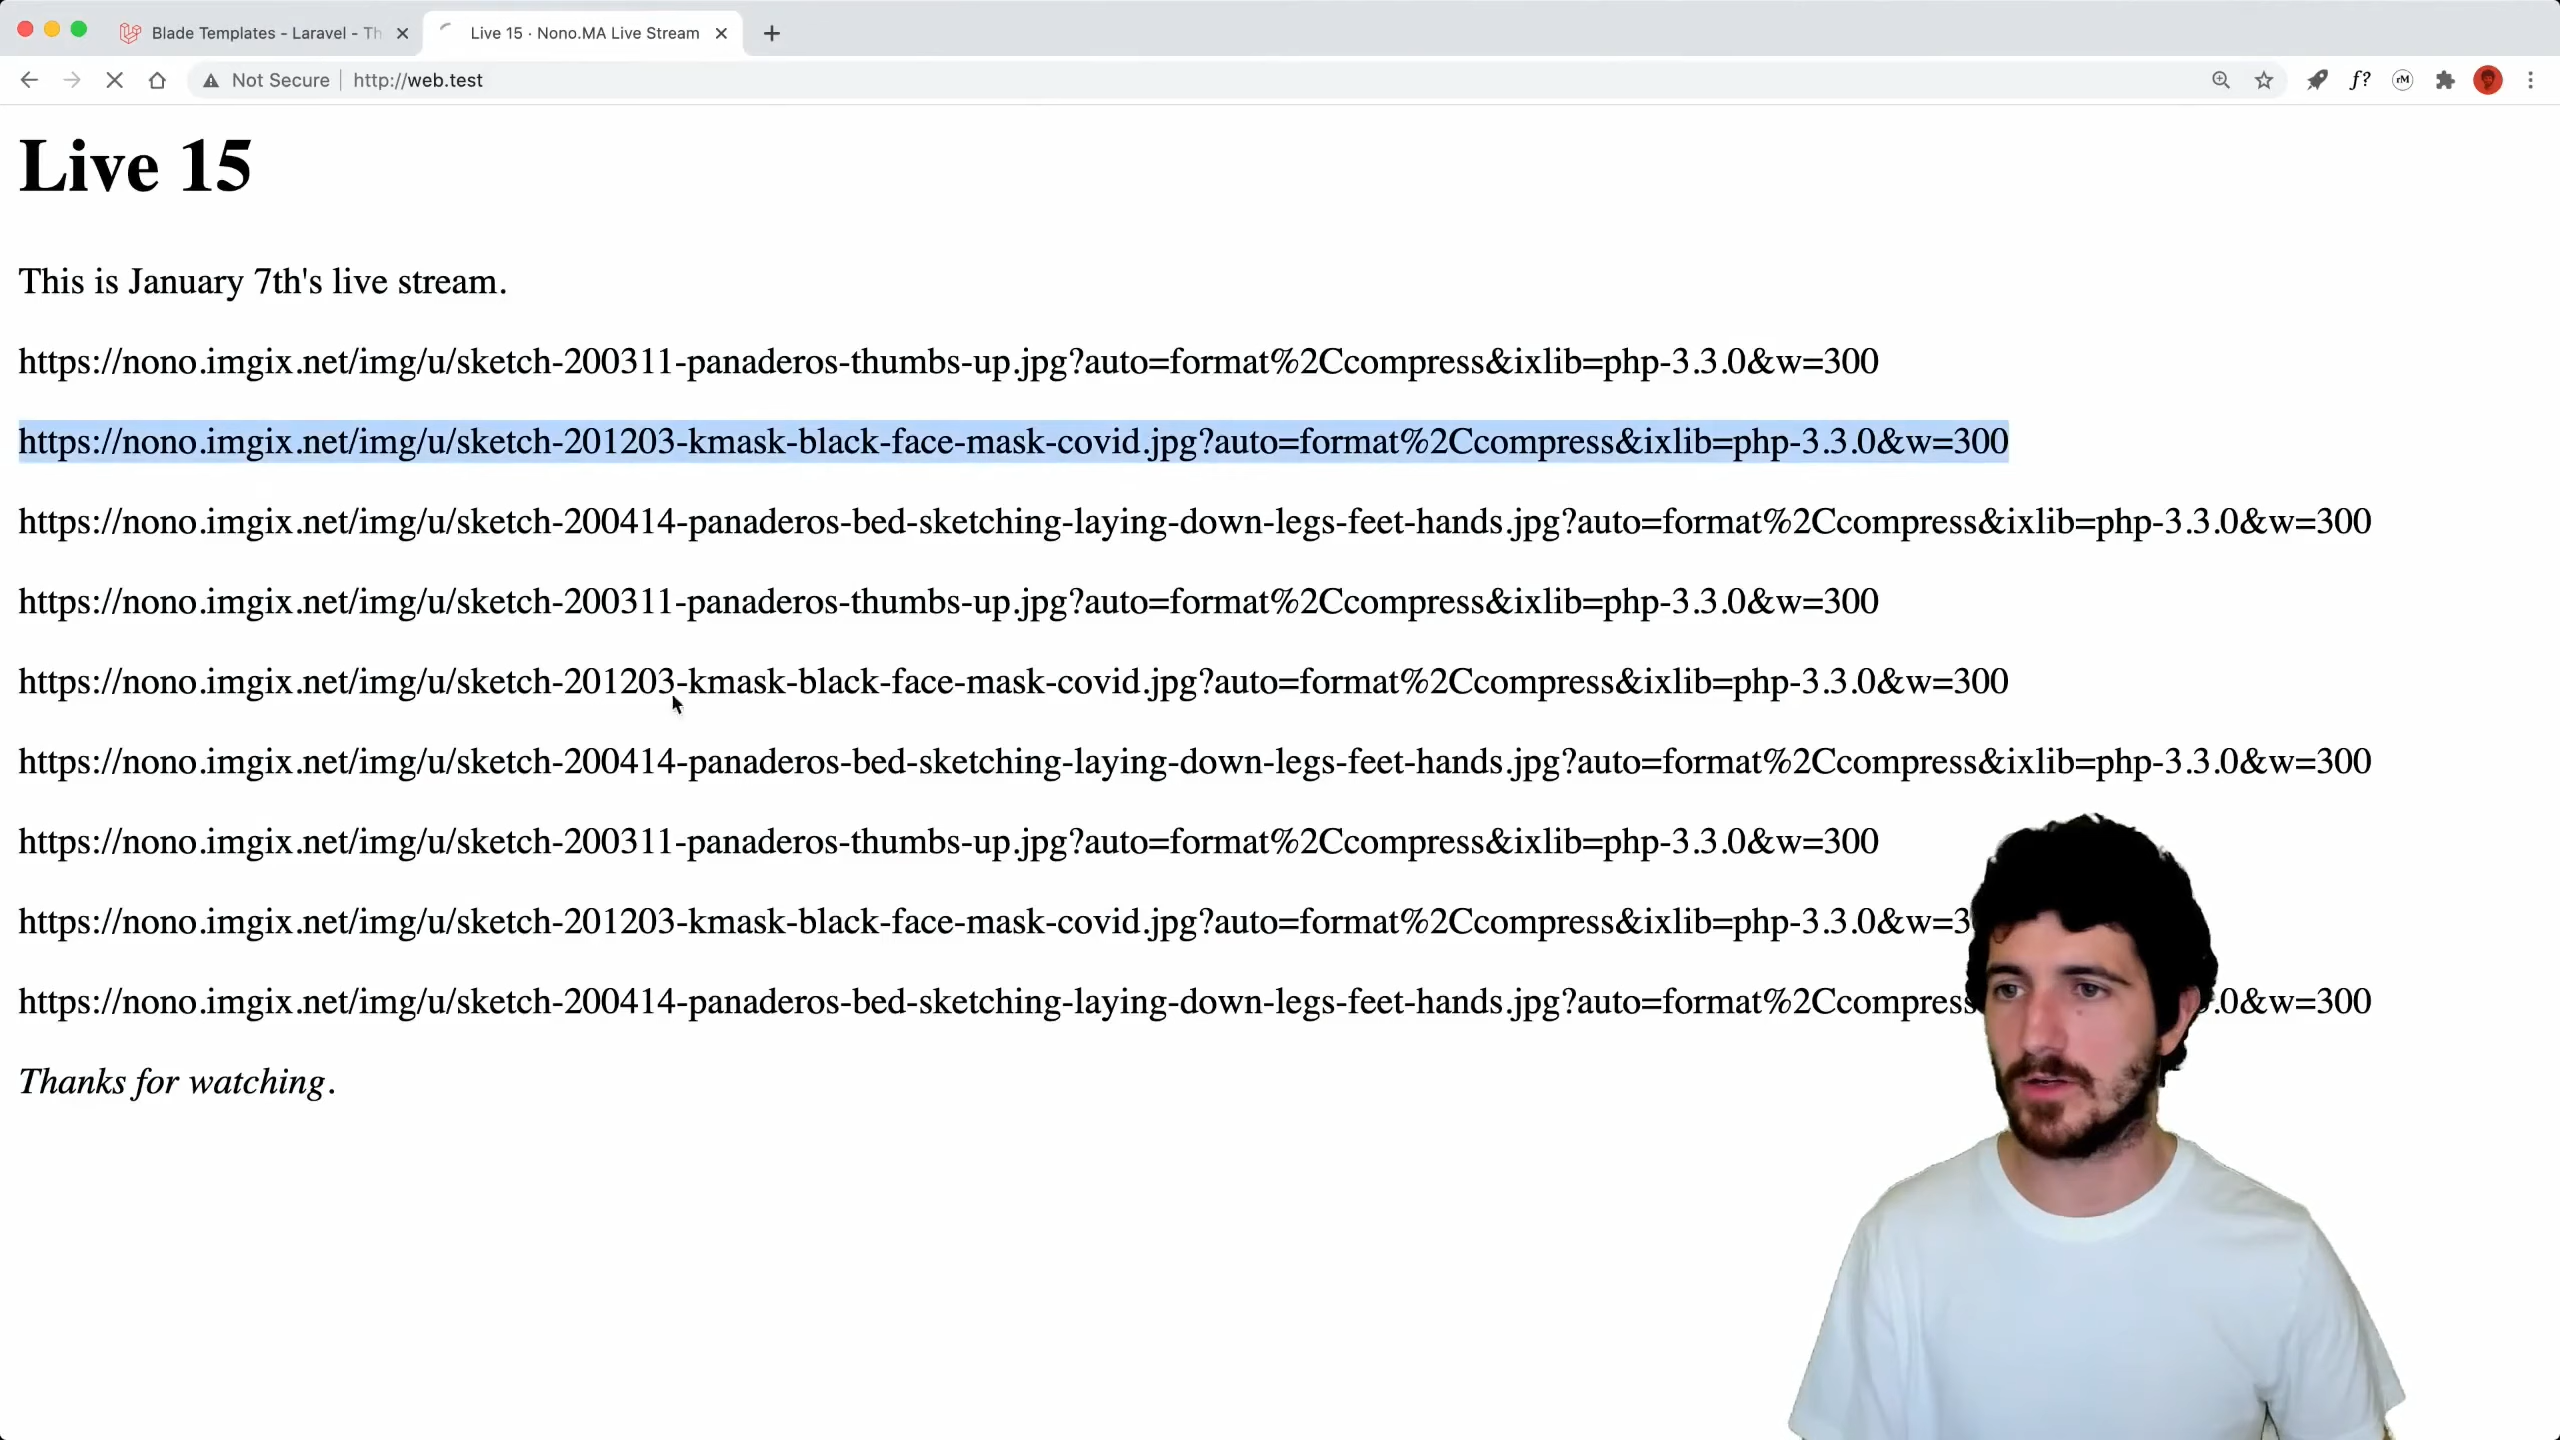 Blade Templates - Laravel - Th
Live 15 · Nono.MA Live Stream
Not Secure
http://web.test
f?
rM
Live 15
This is January 7th's live stream.
https://nono.imgix.net/img/u/sketch-200311-panaderos-thumbs-up.jpg?auto=format%2Ccompress&ixlib=php-3.3.0&w=300
https://nono.imgix.net/img/u/sketch-201203-kmask-black-face-mask-covid.jpg?auto=format%2Ccompress&ixlib=php-3.3.0&w=300
https://nono.imgix.net/img/u/sketch-200414-panaderos-bed-sketching-laying-down-legs-feet-hands.jpg?auto=format%2Ccompress&ixlib=php-3.3.0&w=300
https://nono.imgix.net/img/u/sketch-200311-panaderos-thumbs-up.jpg?auto=format%2Ccompress&ixlib=php-3.3.0&w=300
https://nono.imgix.net/img/u/sketch-201203-kmask-black-face-mask-covid.jpg?auto=format%2Ccompress&ixlib=php-3.3.0&w=300
https://nono.imgix.net/img/u/sketch-200414-panaderos-bed-sketching-laying-down-legs-feet-hands.jpg?auto=format%2Ccompress&ixlib=php-3.3.0&w=300
https://nono.imgix.net/img/u/sketch-200311-panaderos-thumbs-up.jpg?auto=format%2Ccompress&ixlib=php-3.3.0&w=300
https://nono.imgix.net/img/u/sketch-201203-kmask-black-face-mask-covid.jpg?auto=format%2Ccompress&ixlib=php-3.3.0&w=3
https://nono.imgix.net/img/u/sketch-200414-panaderos-bed-sketching-laying-down-legs-feet-hands.jpg?auto=format%2Ccompress .0&w=300
Thanks for watching.